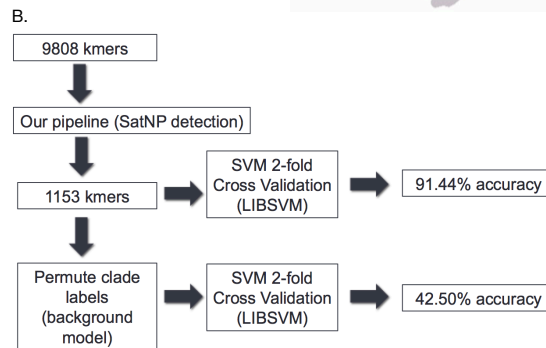 B.
9808 kmers
Our pipeline (SatNP detection)
1153 kmers
SVM 2-fold
Cross Validation
(LIBSVM)
91.44% accuracy
Permute clade
labels
(background
model)
SVM 2-fold
Cross Validation
(LIBSVM)
42.50% accuracy